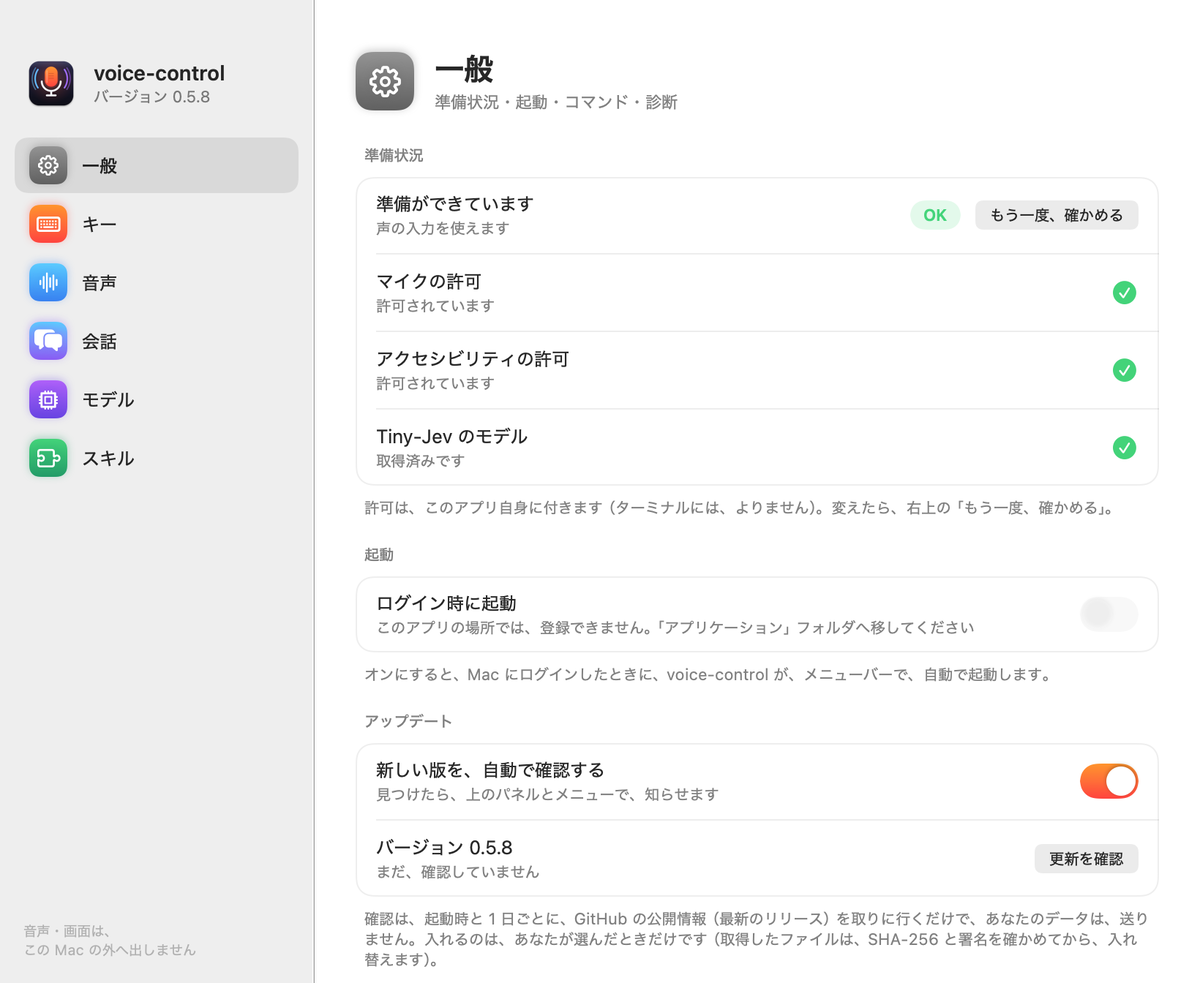 voice-control
バージョン 0.5.8
一般
キー
音声
会話
モデル
スキル
音声・画面は、
この Mac の外へ出しません
一般
準備状況・起動・コマンド・診断
準備状況
準備ができています
声の入力を使えます
OK
もう一度、確かめる
マイクの許可
許可されています
アクセシビリティの許可
許可されています
Tiny-Jev のモデル
取得済みです
許可は、このアプリ自身に付きます（ターミナルには、よりません）。変えたら、右上の「もう一度、確かめる」。
起動
ログイン時に起動
このアプリの場所では、登録できません。「アプリケーション」フォルダへ移してください
オンにすると、Mac にログインしたときに、voice-control が、メニューバーで、自動で起動します。
アップデート
新しい版を、自動で確認する
見つけたら、上のパネルとメニューで、知らせます
バージョン 0.5.8
まだ、確認していません
更新を確認
確認は、起動時と 1 日ごとに、GitHub の公開情報（最新のリリース）を取りに行くだけで、あなたのデータは、送り
ません。入れるのは、あなたが選んだときだけです（取得したファイルは、SHA-256 と署名を確かめてから、入れ
替えます）。